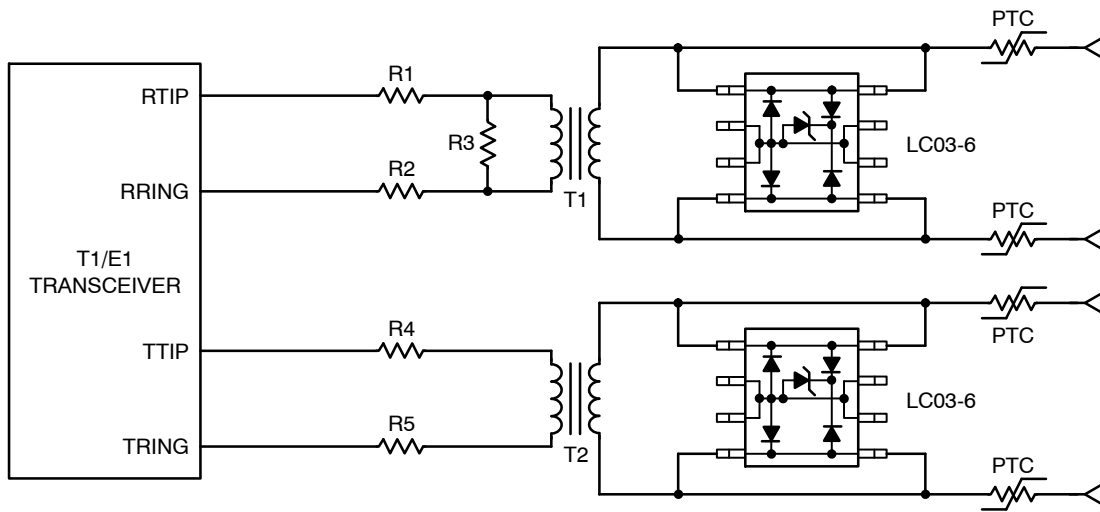 PTC
R1
RTIP
R3
LC03-6
R2
RRING
T1
PTC
T1/E1
TRANSCEIVER
PTC
R4
TTIP
LC03-6
R5
TRING
T2
PTC